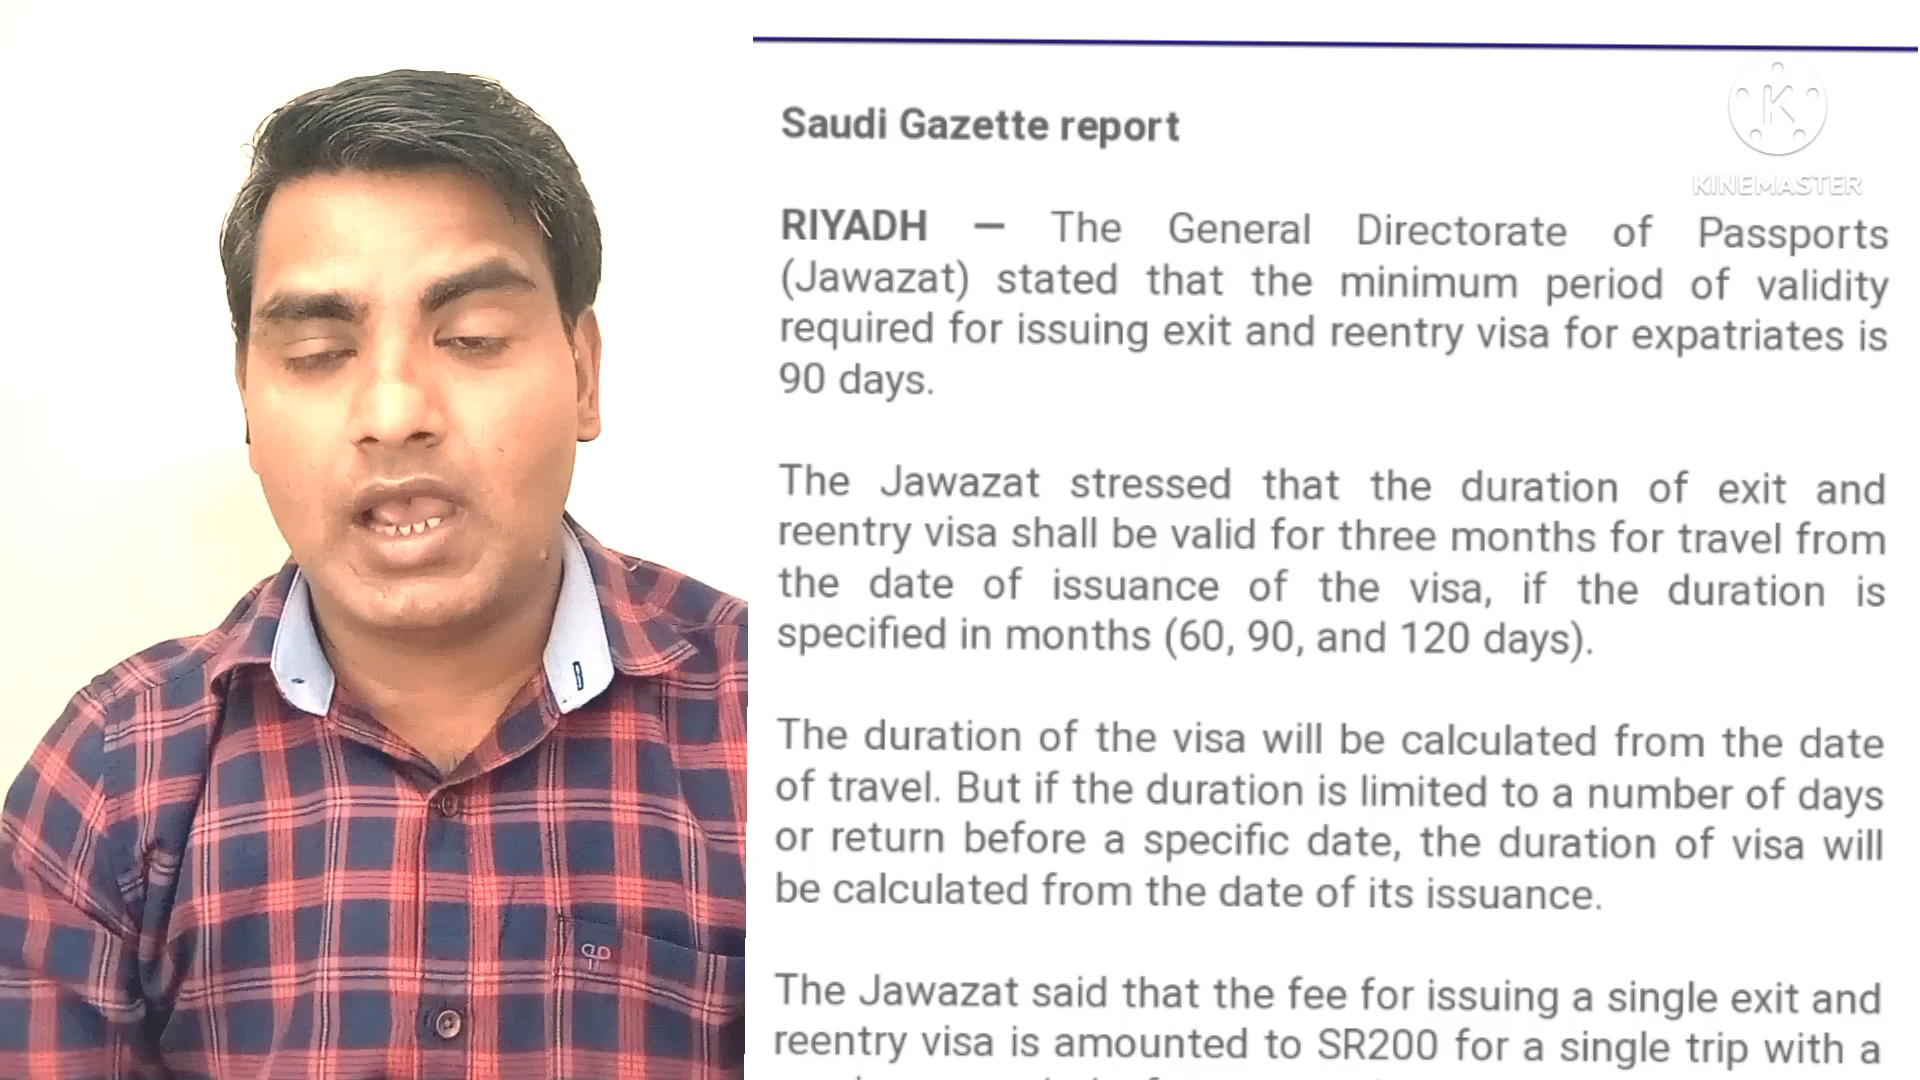 Saudi Gazette report
KINEMASTER
RIYADH — The General Directorate of Passports
(Jawazat) stated that the minimum period of validity
required for issuing exit and reentry visa for expatriates is
90 days.
The Jawazat stressed that the duration of exit and
reentry visa shall be valid for three months for travel from
the date of issuance of the visa, if the duration is
specified in months (60, 90, and 120 days).
The duration of the visa will be calculated from the date
of travel. But if the duration is limited to a number of days
or return before a specific date, the duration of visa will
be calculated from the date of its issuance.
The Jawazat said that the fee for issuing a single exit and
reentry visa is amounted to SR200 for a single trip with a